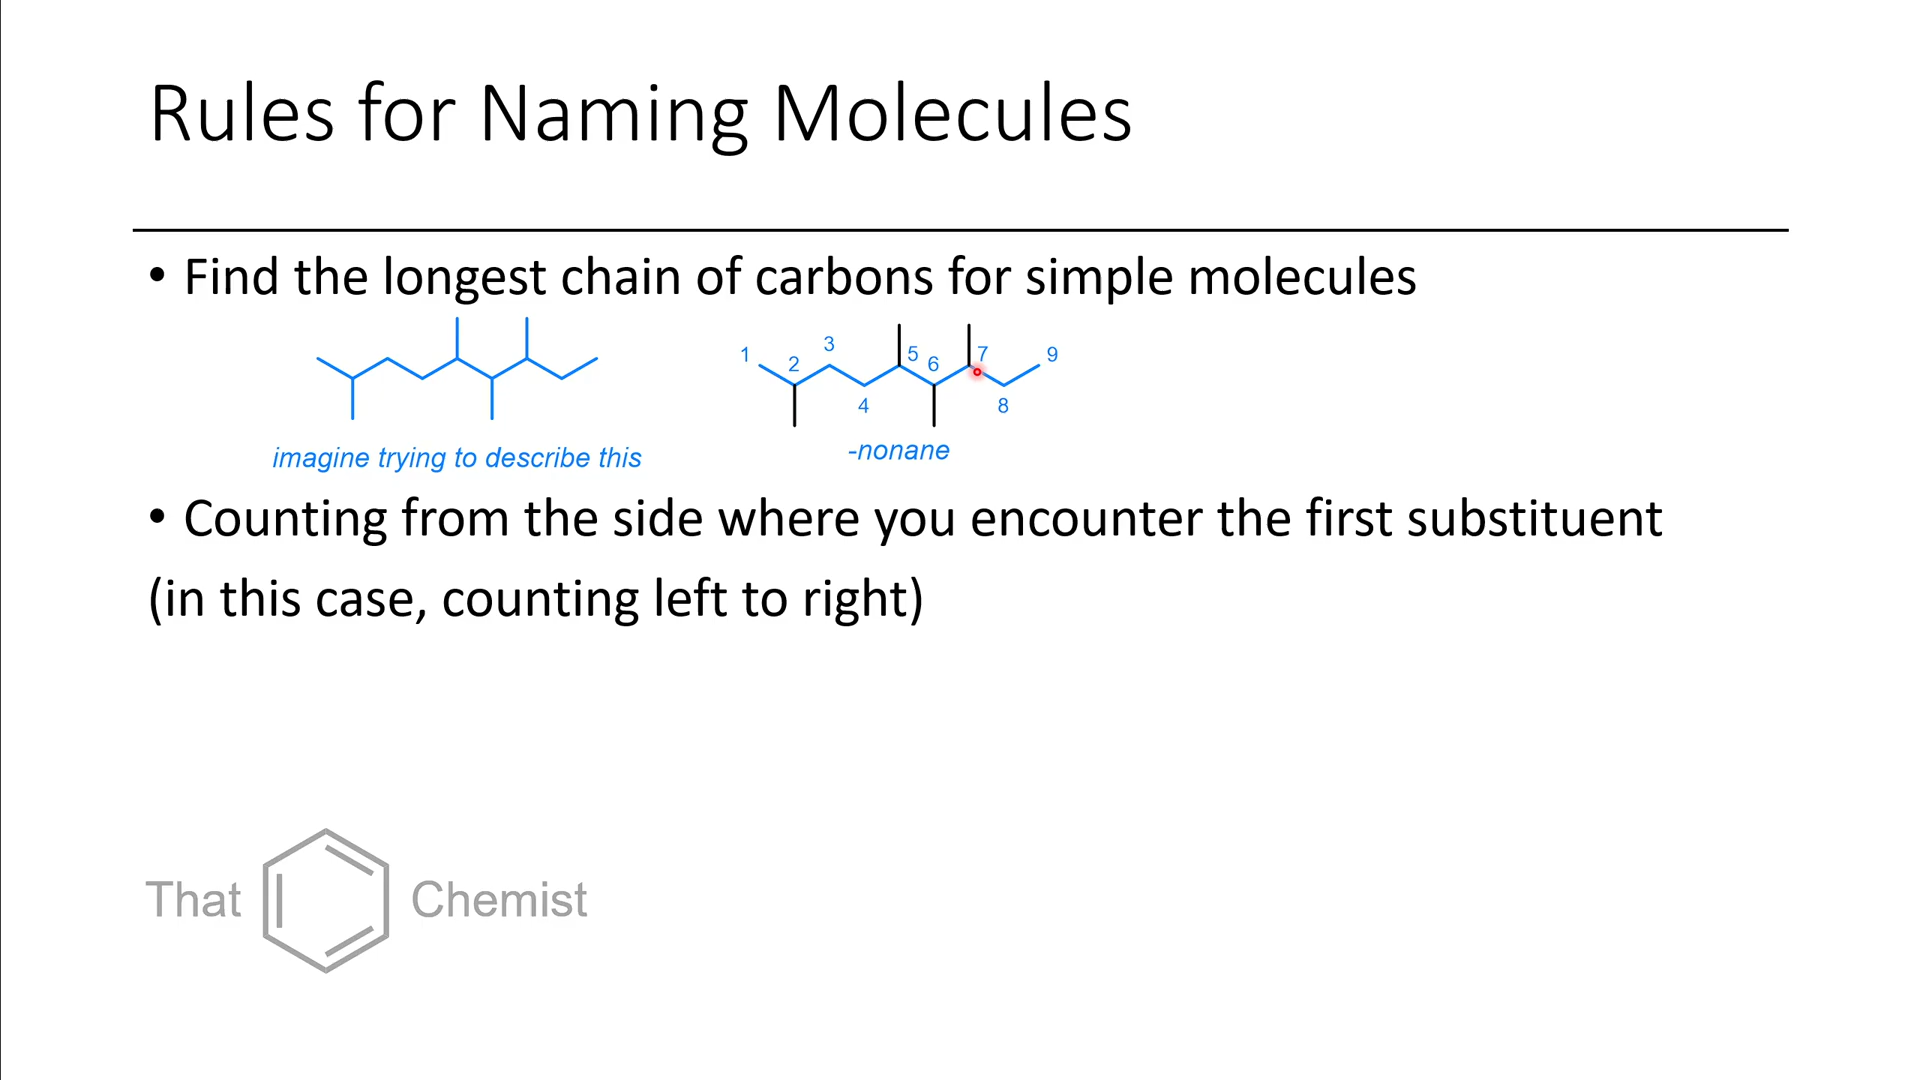 Rules for Naming Molecules
• Find the longest chain of carbons for simple molecules
1 2 3 4 5 6 7 8 9
imagine trying to describe this
-nonane
• Counting from the side where you encounter the first substituent
(in this case, counting left to right)
That Chemist